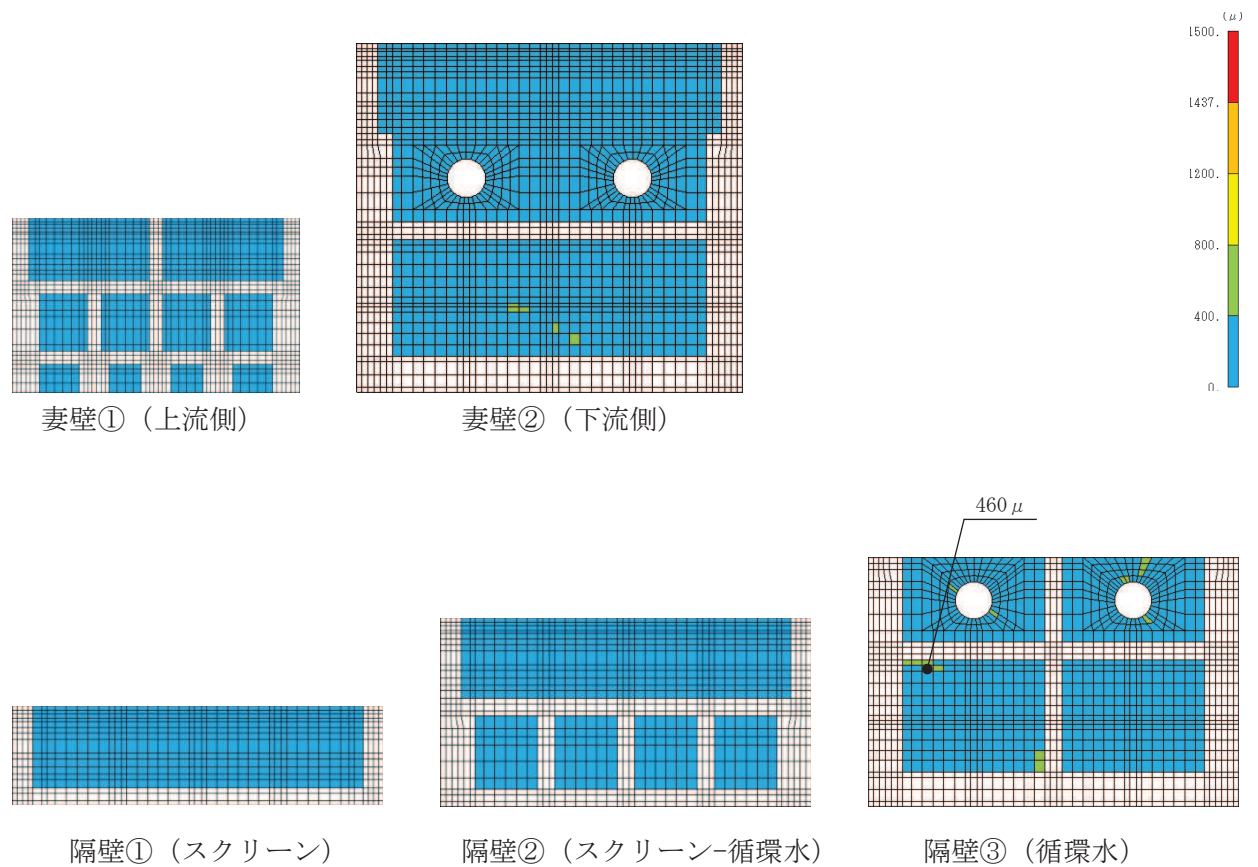 (μ)
1500.
1437.
1200.
800.
400.
0.
妻壁①（上流側）
妻壁②（下流側）
460μ
隔壁①（スクリーン）
隔壁②（スクリーン-循環水）
隔壁③（循環水）